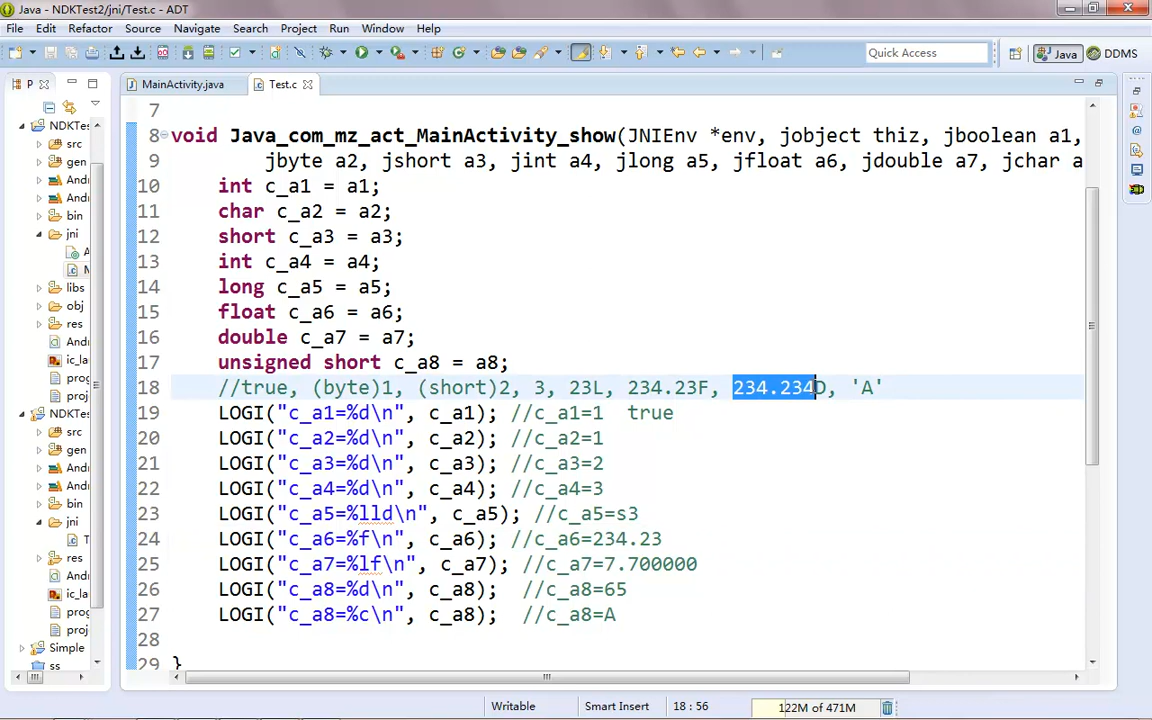 Java - NDKTest2/jni/Test.c - ADT
File Edit Refactor Source Navigate Search Project Run Window Help
Quick Access
Java
DDMS
P
MainActivity.java
Test.c
NDKTes
src
gen
Andr
Andr
bin
jni
A
M
libs
obj
res
Andr
ic_la
prog
proj
NDKTes
src
gen
Andr
Andr
bin
jni
T
res
Andr
ic_la
prog
proj
Simple
ss
7
8 void Java_com_mz_act_MainActivity_show(JNIEnv *env, jobject thiz, jboolean a1,
9 jbyte a2, jshort a3, jint a4, jlong a5, jfloat a6, jdouble a7, jchar a
10 int c_a1 = a1;
11 char c_a2 = a2;
12 short c_a3 = a3;
13 int c_a4 = a4;
14 long c_a5 = a5;
15 float c_a6 = a6;
16 double c_a7 = a7;
17 unsigned short c_a8 = a8;
18 //true, (byte)1, (short)2, 3, 23L, 234.23F, 234.234D, 'A'
19 LOGI("c_a1=%d\n", c_a1); //c_a1=1 true
20 LOGI("c_a2=%d\n", c_a2); //c_a2=1
21 LOGI("c_a3=%d\n", c_a3); //c_a3=2
22 LOGI("c_a4=%d\n", c_a4); //c_a4=3
23 LOGI("c_a5=%lld\n", c_a5); //c_a5=s3
24 LOGI("c_a6=%f\n", c_a6); //c_a6=234.23
25 LOGI("c_a7=%lf\n", c_a7); //c_a7=7.700000
26 LOGI("c_a8=%d\n", c_a8); //c_a8=65
27 LOGI("c_a8=%c\n", c_a8); //c_a8=A
28
29 }
Writable
Smart Insert
18 : 56
122M of 471M